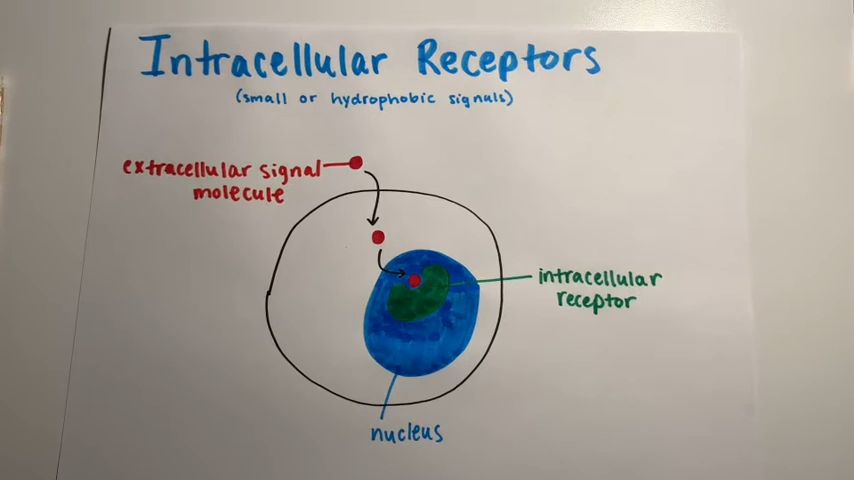 Intracellular Receptors
(small or hydrophobic signals)
extracellular signal
molecule
intracellular
receptor
nucleus